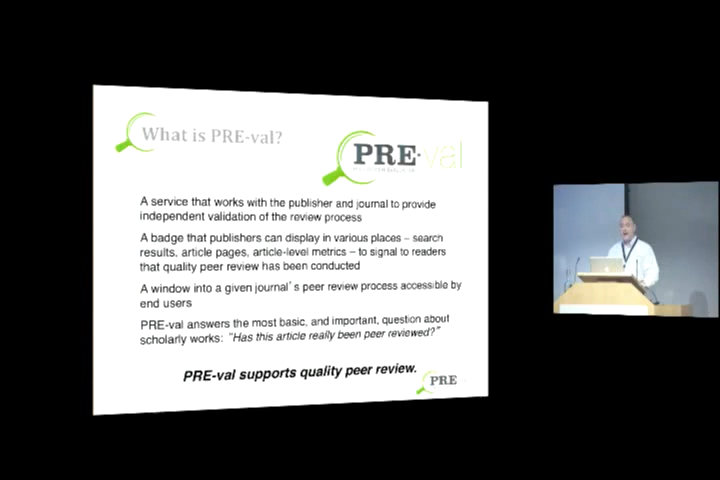 What is PRE-val?
PRE-val
A service that works with the publisher and journal to provide
independent validation of the review process
A badge that publishers can display in various places – search
results, article pages, article-level metrics – to signal to readers
that quality peer review has been conducted
A window into a given journal's peer review process accessible by
end users
PRE-val answers the most basic, and important, question about
scholarly works: "Has this article really been peer reviewed?"
PRE-val supports quality peer review.
PRE